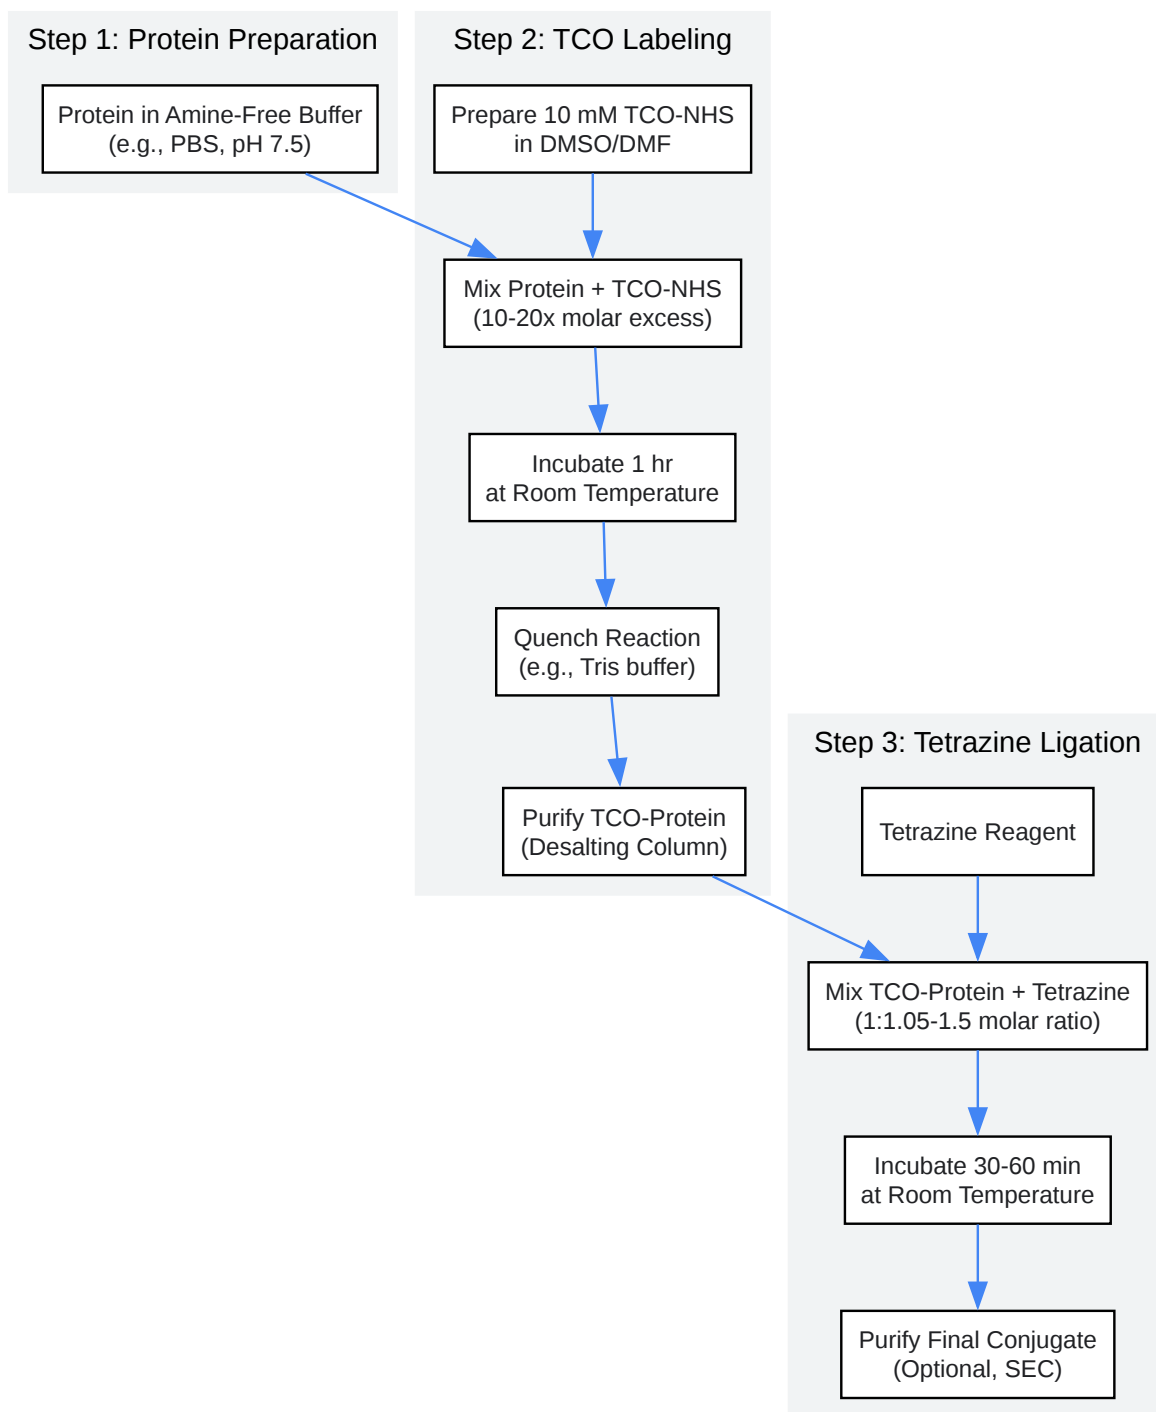 Step 1: Protein Preparation
Protein in Amine-Free Buffer
(e.g., PBS, pH 7.5)
Step 2: TCO Labeling
Prepare 10 mM TCO-NHS
in DMSO/DMF
Mix Protein + TCO-NHS
(10-20x molar excess)
Incubate 1 hr
at Room Temperature
Quench Reaction
(e.g., Tris buffer)
Purify TCO-Protein
(Desalting Column)
Step 3: Tetrazine Ligation
Tetrazine Reagent
Mix TCO-Protein + Tetrazine
(1:1.05-1.5 molar ratio)
Incubate 30-60 min
at Room Temperature
Purify Final Conjugate
(Optional, SEC)